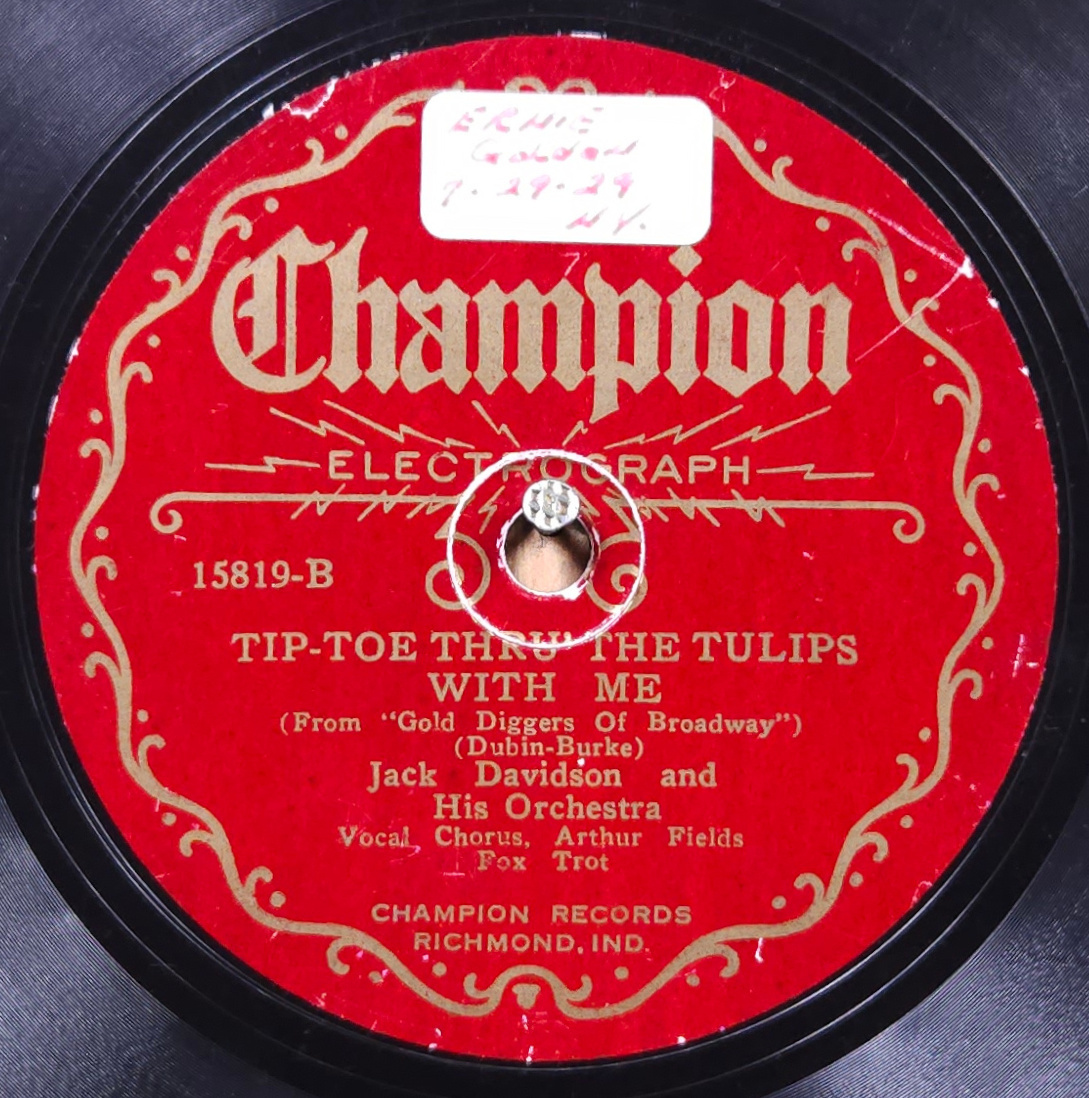 ERNIE
Golden
7-29-29
NY.
Champion
ELECTROGRAPH
15819-B
TIP-TOE THRU' THE TULIPS
WITH ME
(From "Gold Diggers Of Broadway")
(Dubin-Burke)
Jack Davidson and
His Orchestra
Vocal Chorus, Arthur Fields
Fox Trot
CHAMPION RECORDS
RICHMOND, IND.